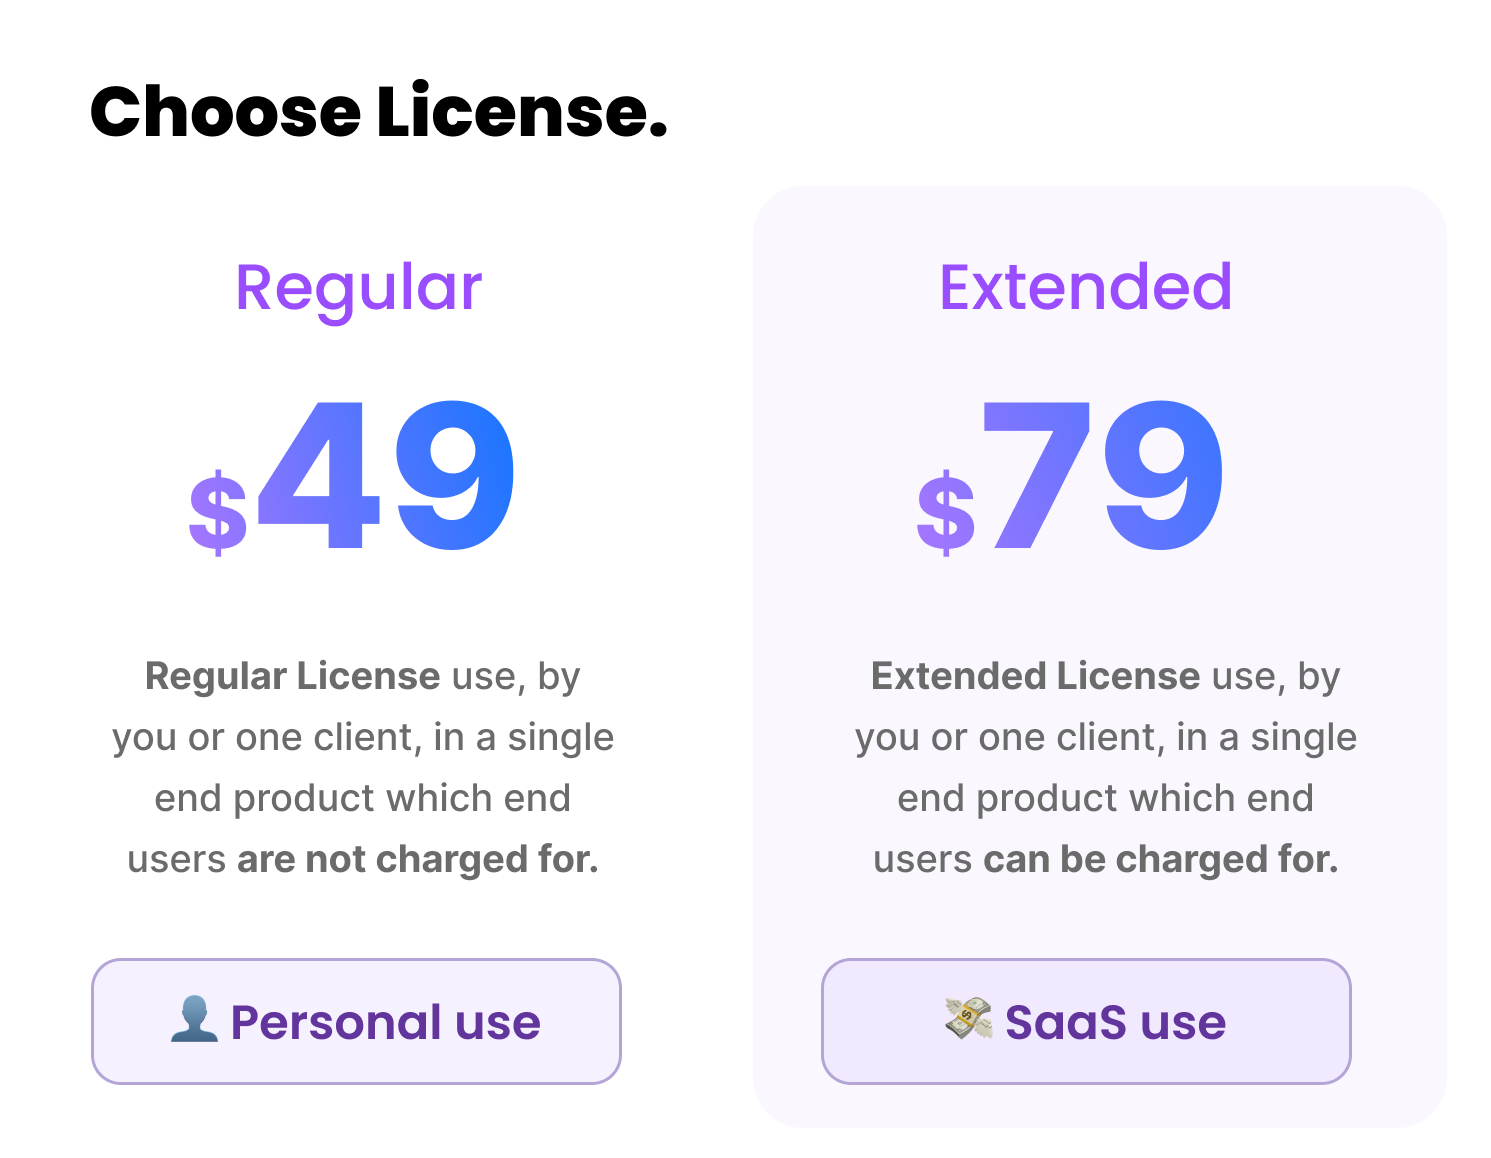 Choose License.
Regular
$49
Regular License use, by
you or one client, in a single
end product which end
users are not charged for.
👤 Personal use
Extended
$79
Extended License use, by
you or one client, in a single
end product which end
users can be charged for.
💸 SaaS use